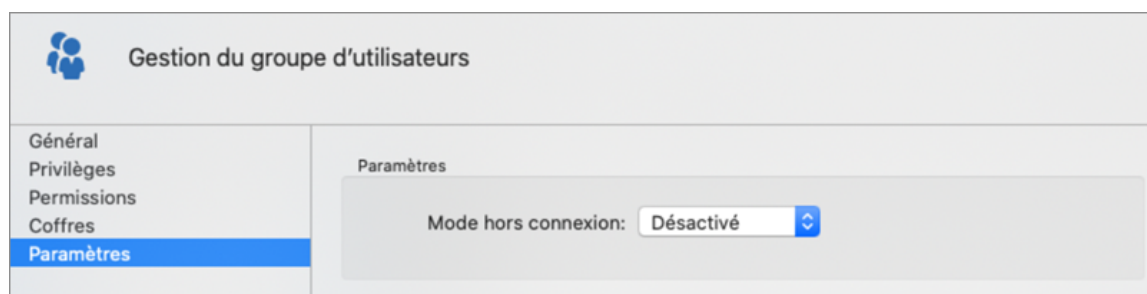 Gestion du groupe d'utilisateurs
Général
Privilèges
Permissions
Coffres
Paramètres
Paramètres
Mode hors connexion: Désactivé